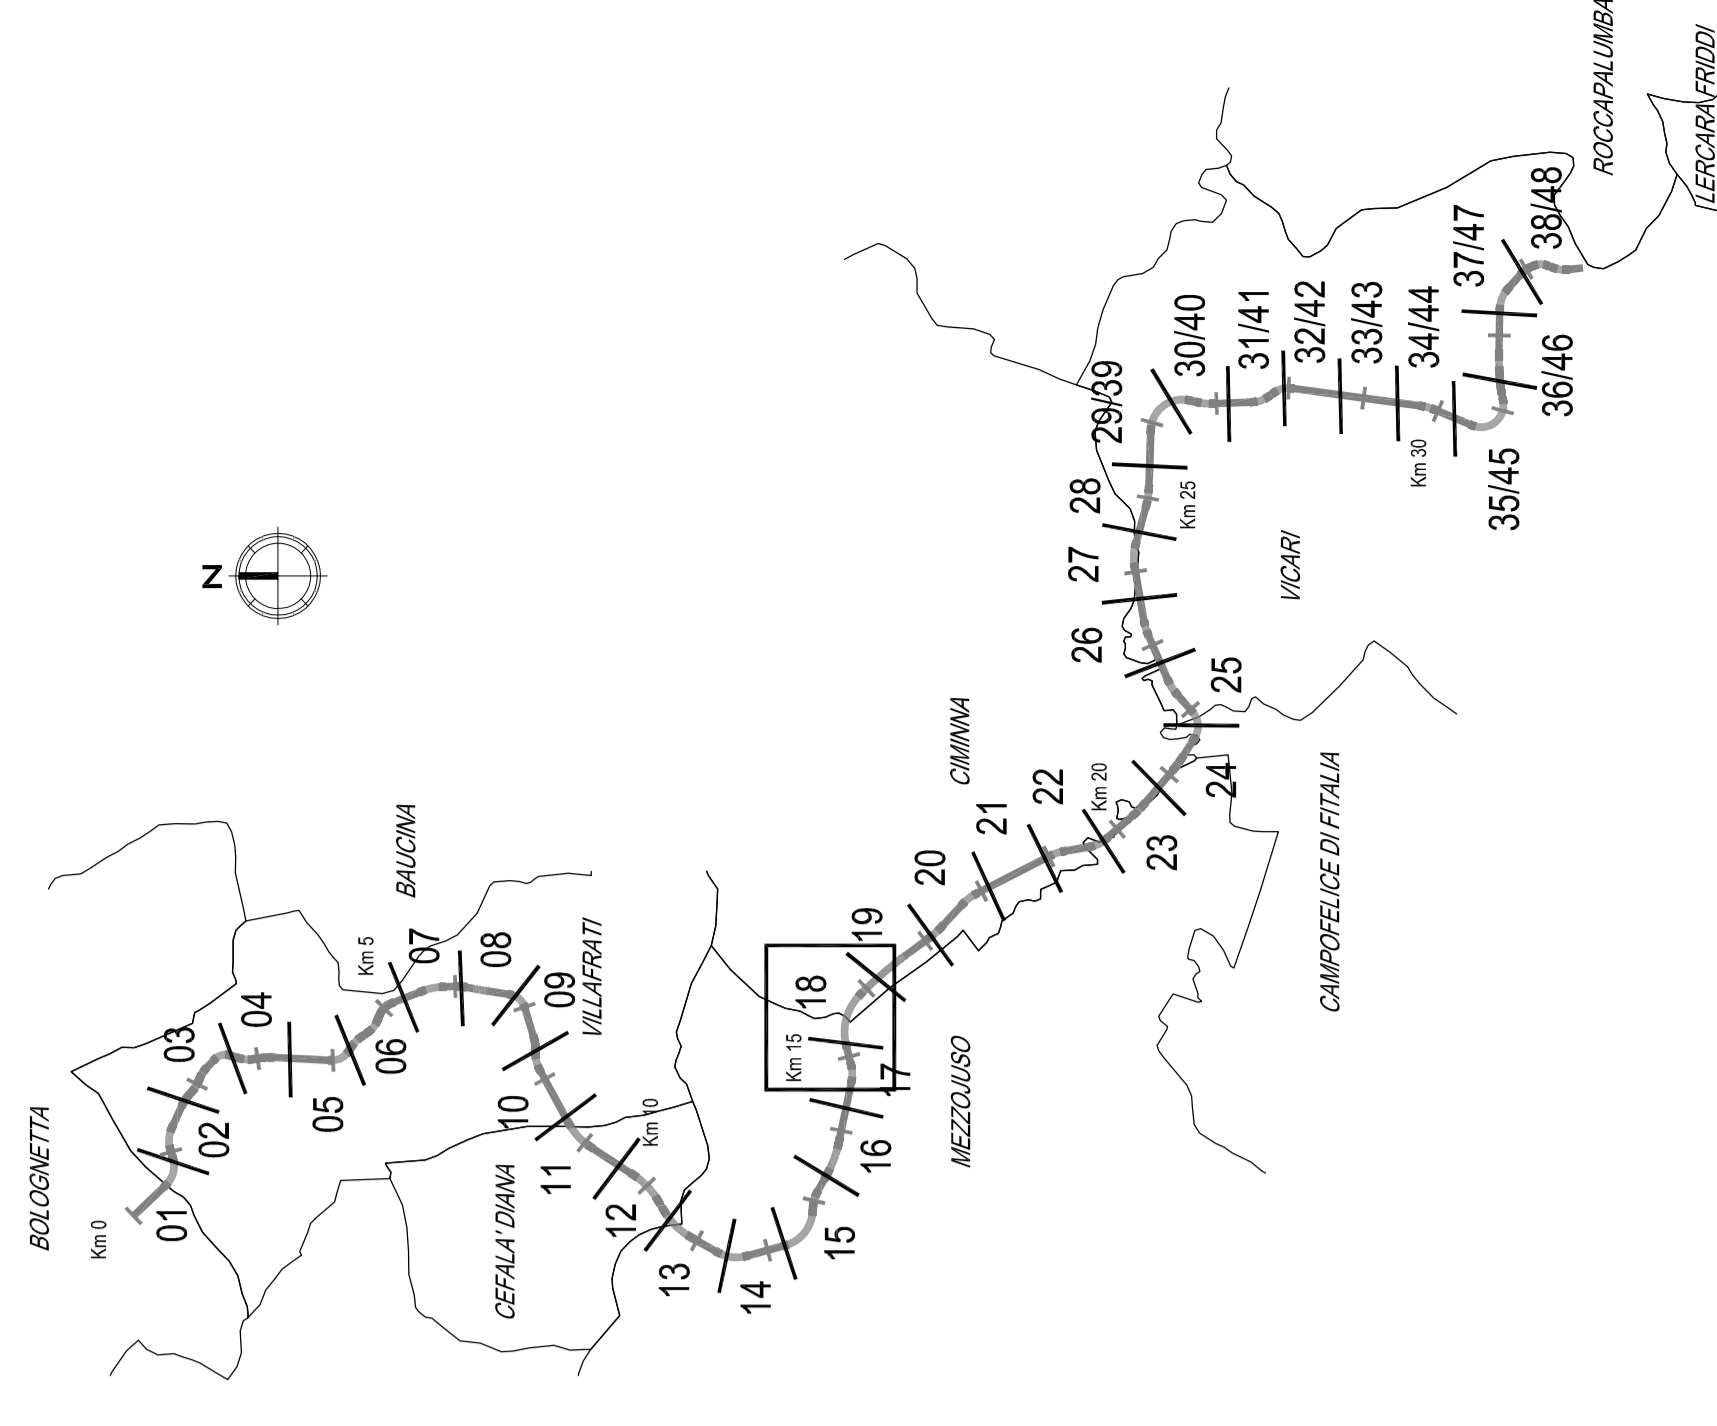 BOLOGNETTA
Km 0
01
02
03
04
05
Km 5
06
BAUCINA
07
08
09
VILLAFRATI
10
CEFALA' DIANA
11
12
Km 10
13
14
15
16
17
Km 15
18
19
MEZZOJUSO
20
CIMINNA
21
22
Km 20
23
24
CAMPOFELICE DI FITALIA
25
26
27
28
Km 25
VICARI
29/39
30/40
31/41
32/42
33/43
34/44
Km 30
35/45
36/46
37/47
38/48
ROCCAPALUMBA
LERCARA FRIDDI
N